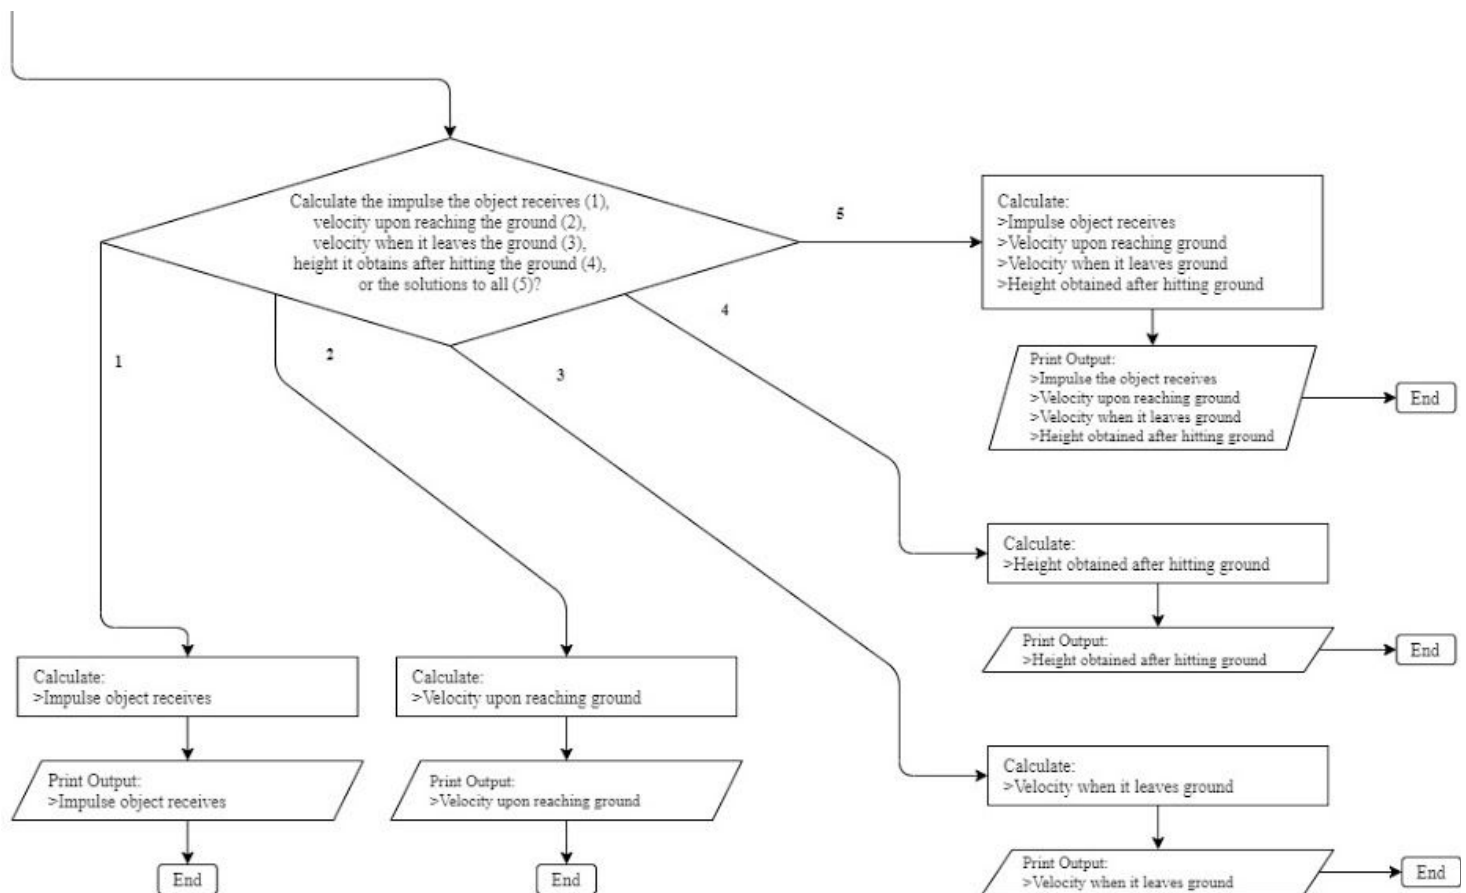 Calculate the impulse the object receives (1),
velocity upon reaching the ground (2),
velocity when it leaves the ground (3),
height it obtains after hitting the ground (4),
or the solutions to all (5)?
5
Calculate:
>Impulse object receives
>Velocity upon reaching ground
>Velocity when it leaves ground
>Height obtained after hitting ground
4
2
1
3
Print Output:
>Impulse the object receives
>Velocity upon reaching ground
>Velocity when it leaves ground
>Height obtained after hitting ground
End
Calculate:
>Height obtained after hitting ground
Print Output:
>Height obtained after hitting ground
End
Calculate:
>Impulse object receives
Calculate:
>Velocity upon reaching ground
Print Output:
>Impulse object receives
Print Output:
>Velocity upon reaching ground
Calculate:
>Velocity when it leaves ground
End
End
Print Output:
>Velocity when it leaves ground
End